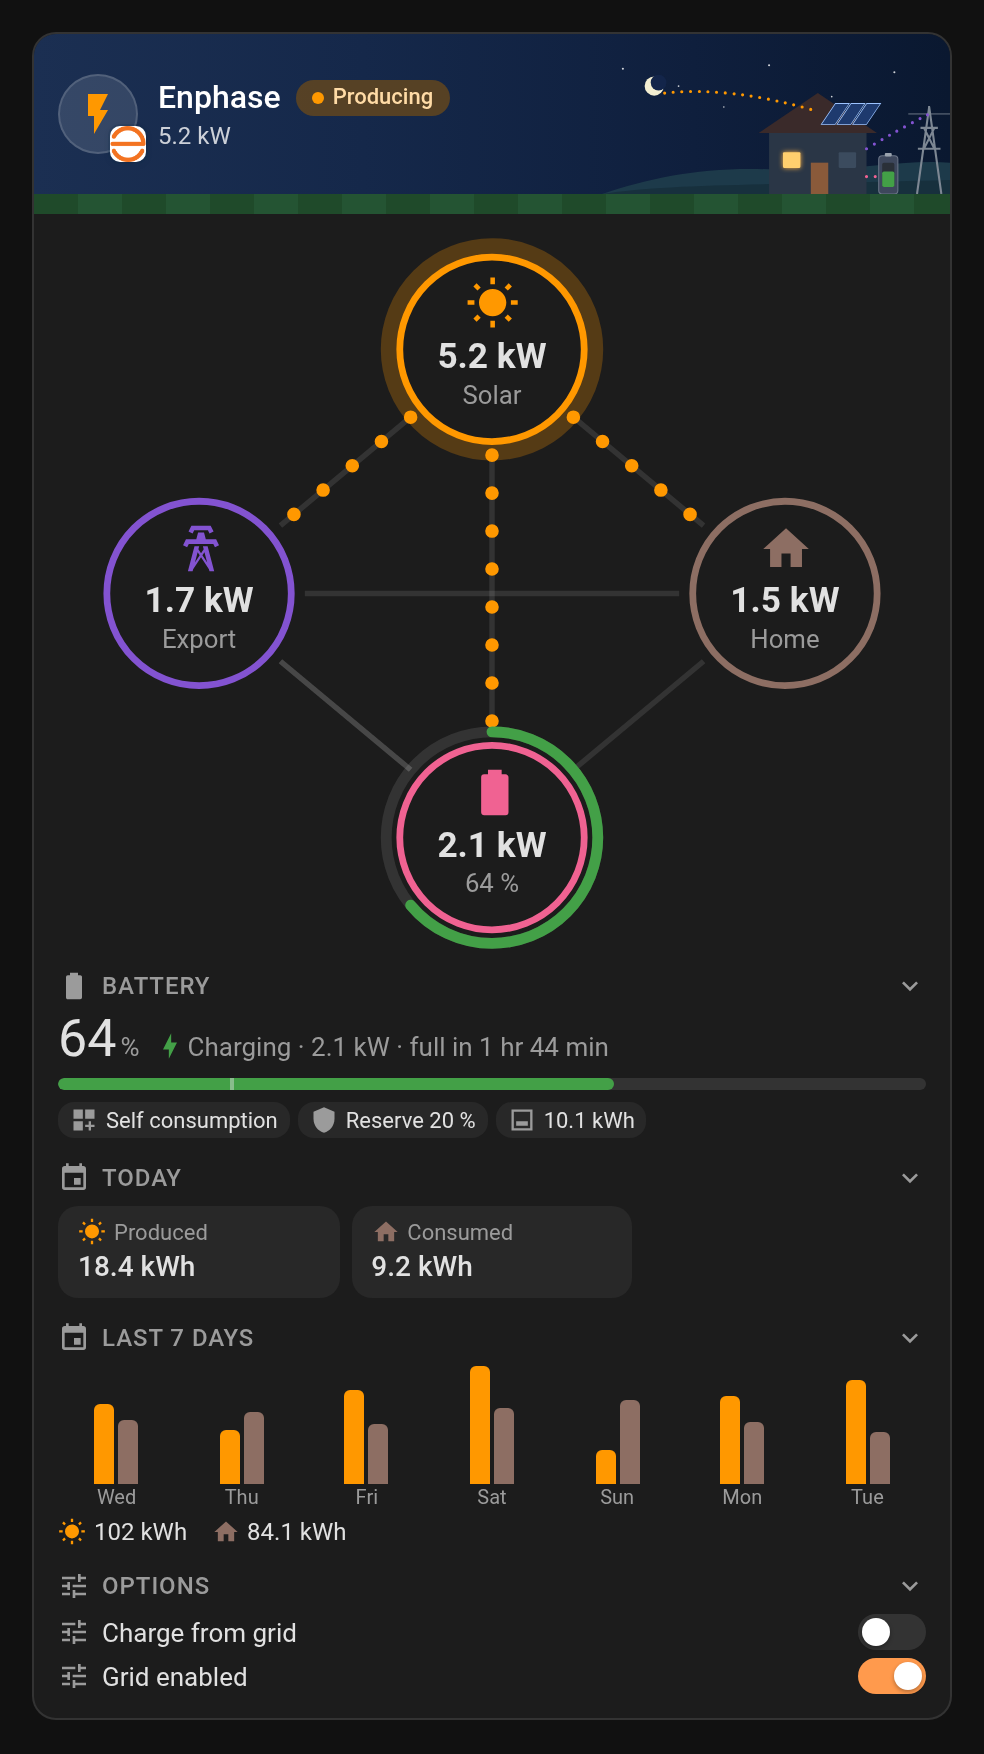 Enphase
Producing
5.2 kW
5.2 kW
Solar
1.7 kW
Export
1.5 kW
Home
2.1 kW
64 %
BATTERY
64 % Charging · 2.1 kW · full in 1 hr 44 min
Self consumption
Reserve 20 %
10.1 kWh
TODAY
Produced
18.4 kWh
Consumed
9.2 kWh
LAST 7 DAYS
Wed Thu Fri Sat Sun Mon Tue
102 kWh 84.1 kWh
OPTIONS
Charge from grid
Grid enabled